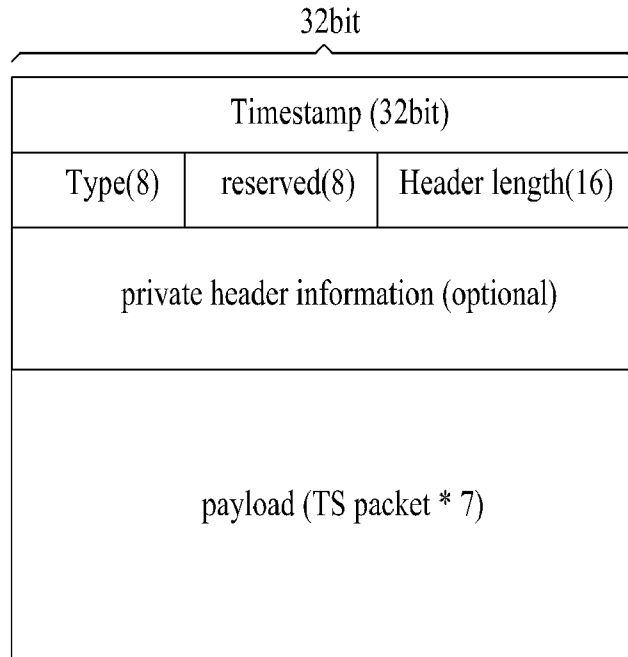 32bit
Timestamp (32bit)
Type(8) reserved(8) Header length(16)
private header information (optional)
payload (TS packet * 7)